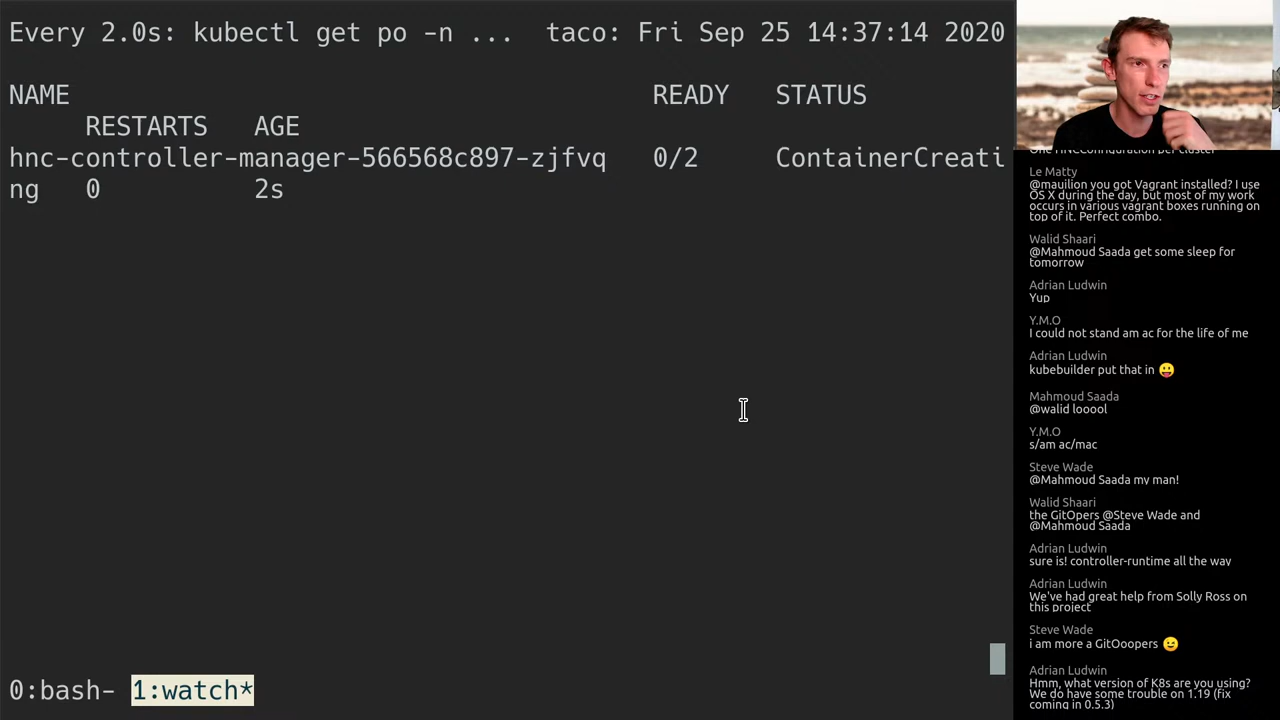 Every 2.0s: kubectl get po -n ...  taco: Fri Sep 25 14:37:14 2020
NAME READY STATUS
RESTARTS AGE
hnc-controller-manager-566568c897-zjfvq 0/2 ContainerCreati
ng 0 2s
0:bash- 1:watch*
One HNCConfiguration per cluster
Le Matty
@mauilion you got Vagrant installed? I use
OS X during the day, but most of my work
occurs in various vagrant boxes running on
top of it. Perfect combo.
Walid Shaari
@Mahmoud Saada get some sleep for
tomorrow
Adrian Ludwin
Yup
Y.M.O
I could not stand am ac for the life of me
Adrian Ludwin
kubebuilder put that in 😛
Mahmoud Saada
@walid looool
Y.M.O
s/am ac/mac
Steve Wade
@Mahmoud Saada my man!
Walid Shaari
the GitOpers @Steve Wade and
@Mahmoud Saada
Adrian Ludwin
sure is! controller-runtime all the way
Adrian Ludwin
We've had great help from Solly Ross on
this project
Steve Wade
i am more a GitOoopers 😉
Adrian Ludwin
Hmm, what version of K8s are you using?
We do have some trouble on 1.19 (fix
coming in 0.5.3)